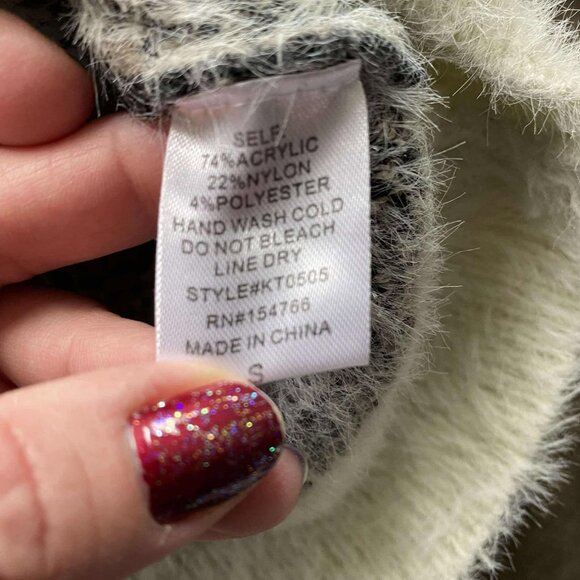 SELF
74%ACRYLIC
22%NYLON
4%POLYESTER
HAND WASH COLD
DO NOT BLEACH
LINE DRY
STYLE#KT0505
RN#154766
MADE IN CHINA
S